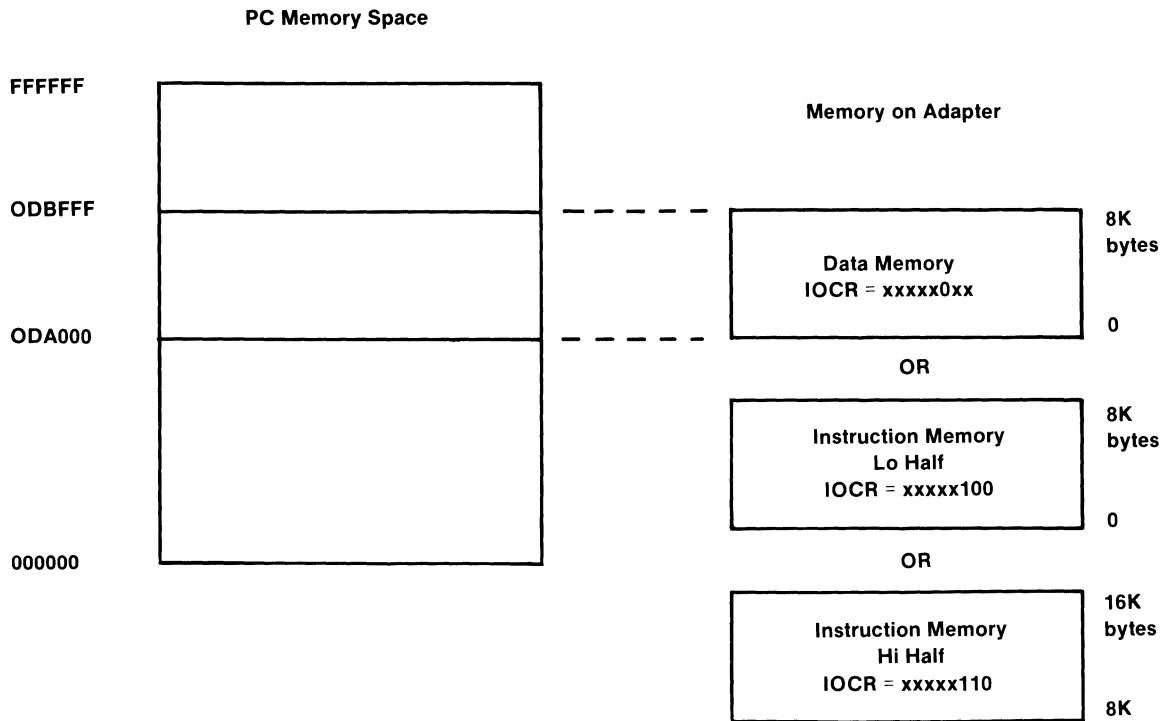 PC Memory Space
FFFFFF
ODBFFF
ODA000
000000
Memory on Adapter
Data Memory
IOCR = xxxxx0xx
8K
bytes
0
OR
Instruction Memory
Lo Half
IOCR = xxxxx100
8K
bytes
0
OR
Instruction Memory
Hi Half
IOCR = xxxxx110
16K
bytes
8K